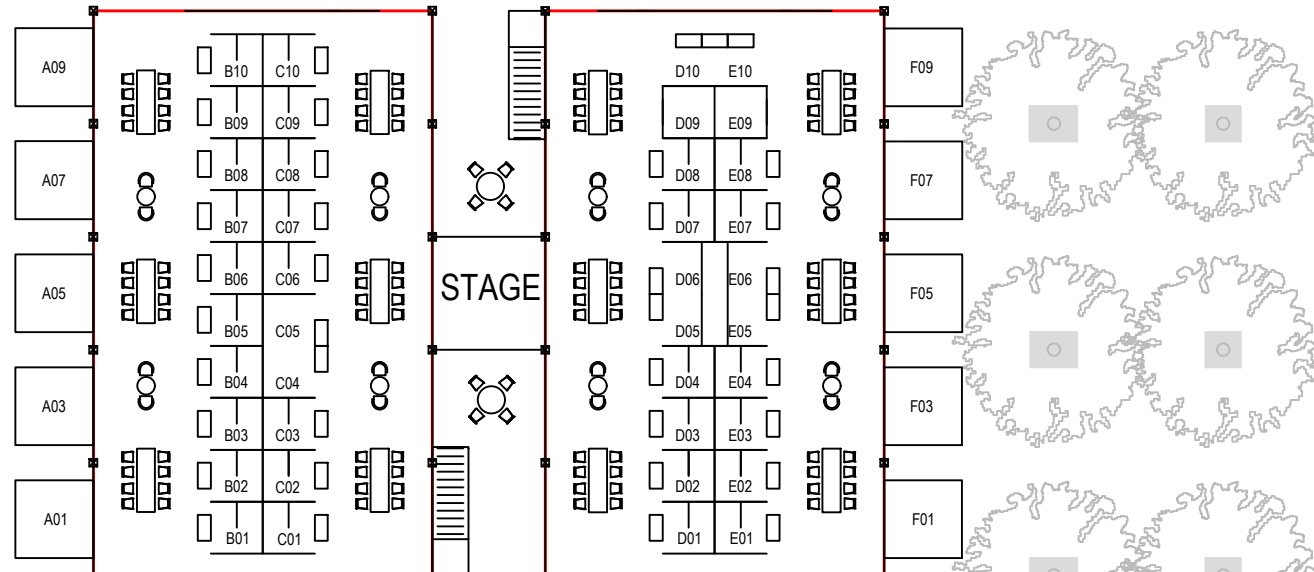 A09 B10 C10 D10 E10 F09
B09 C09 D09 E09
A07 B08 C08 D08 E08 F07
B07 C07 D07 E07
A05 B06 C06 STAGE D06 E06 F05
B05 C05 D05 E05
A03 B04 C04 D04 E04 F03
B03 C03 D03 E03
B02 C02 D02 E02
A01 B01 C01 D01 E01 F01